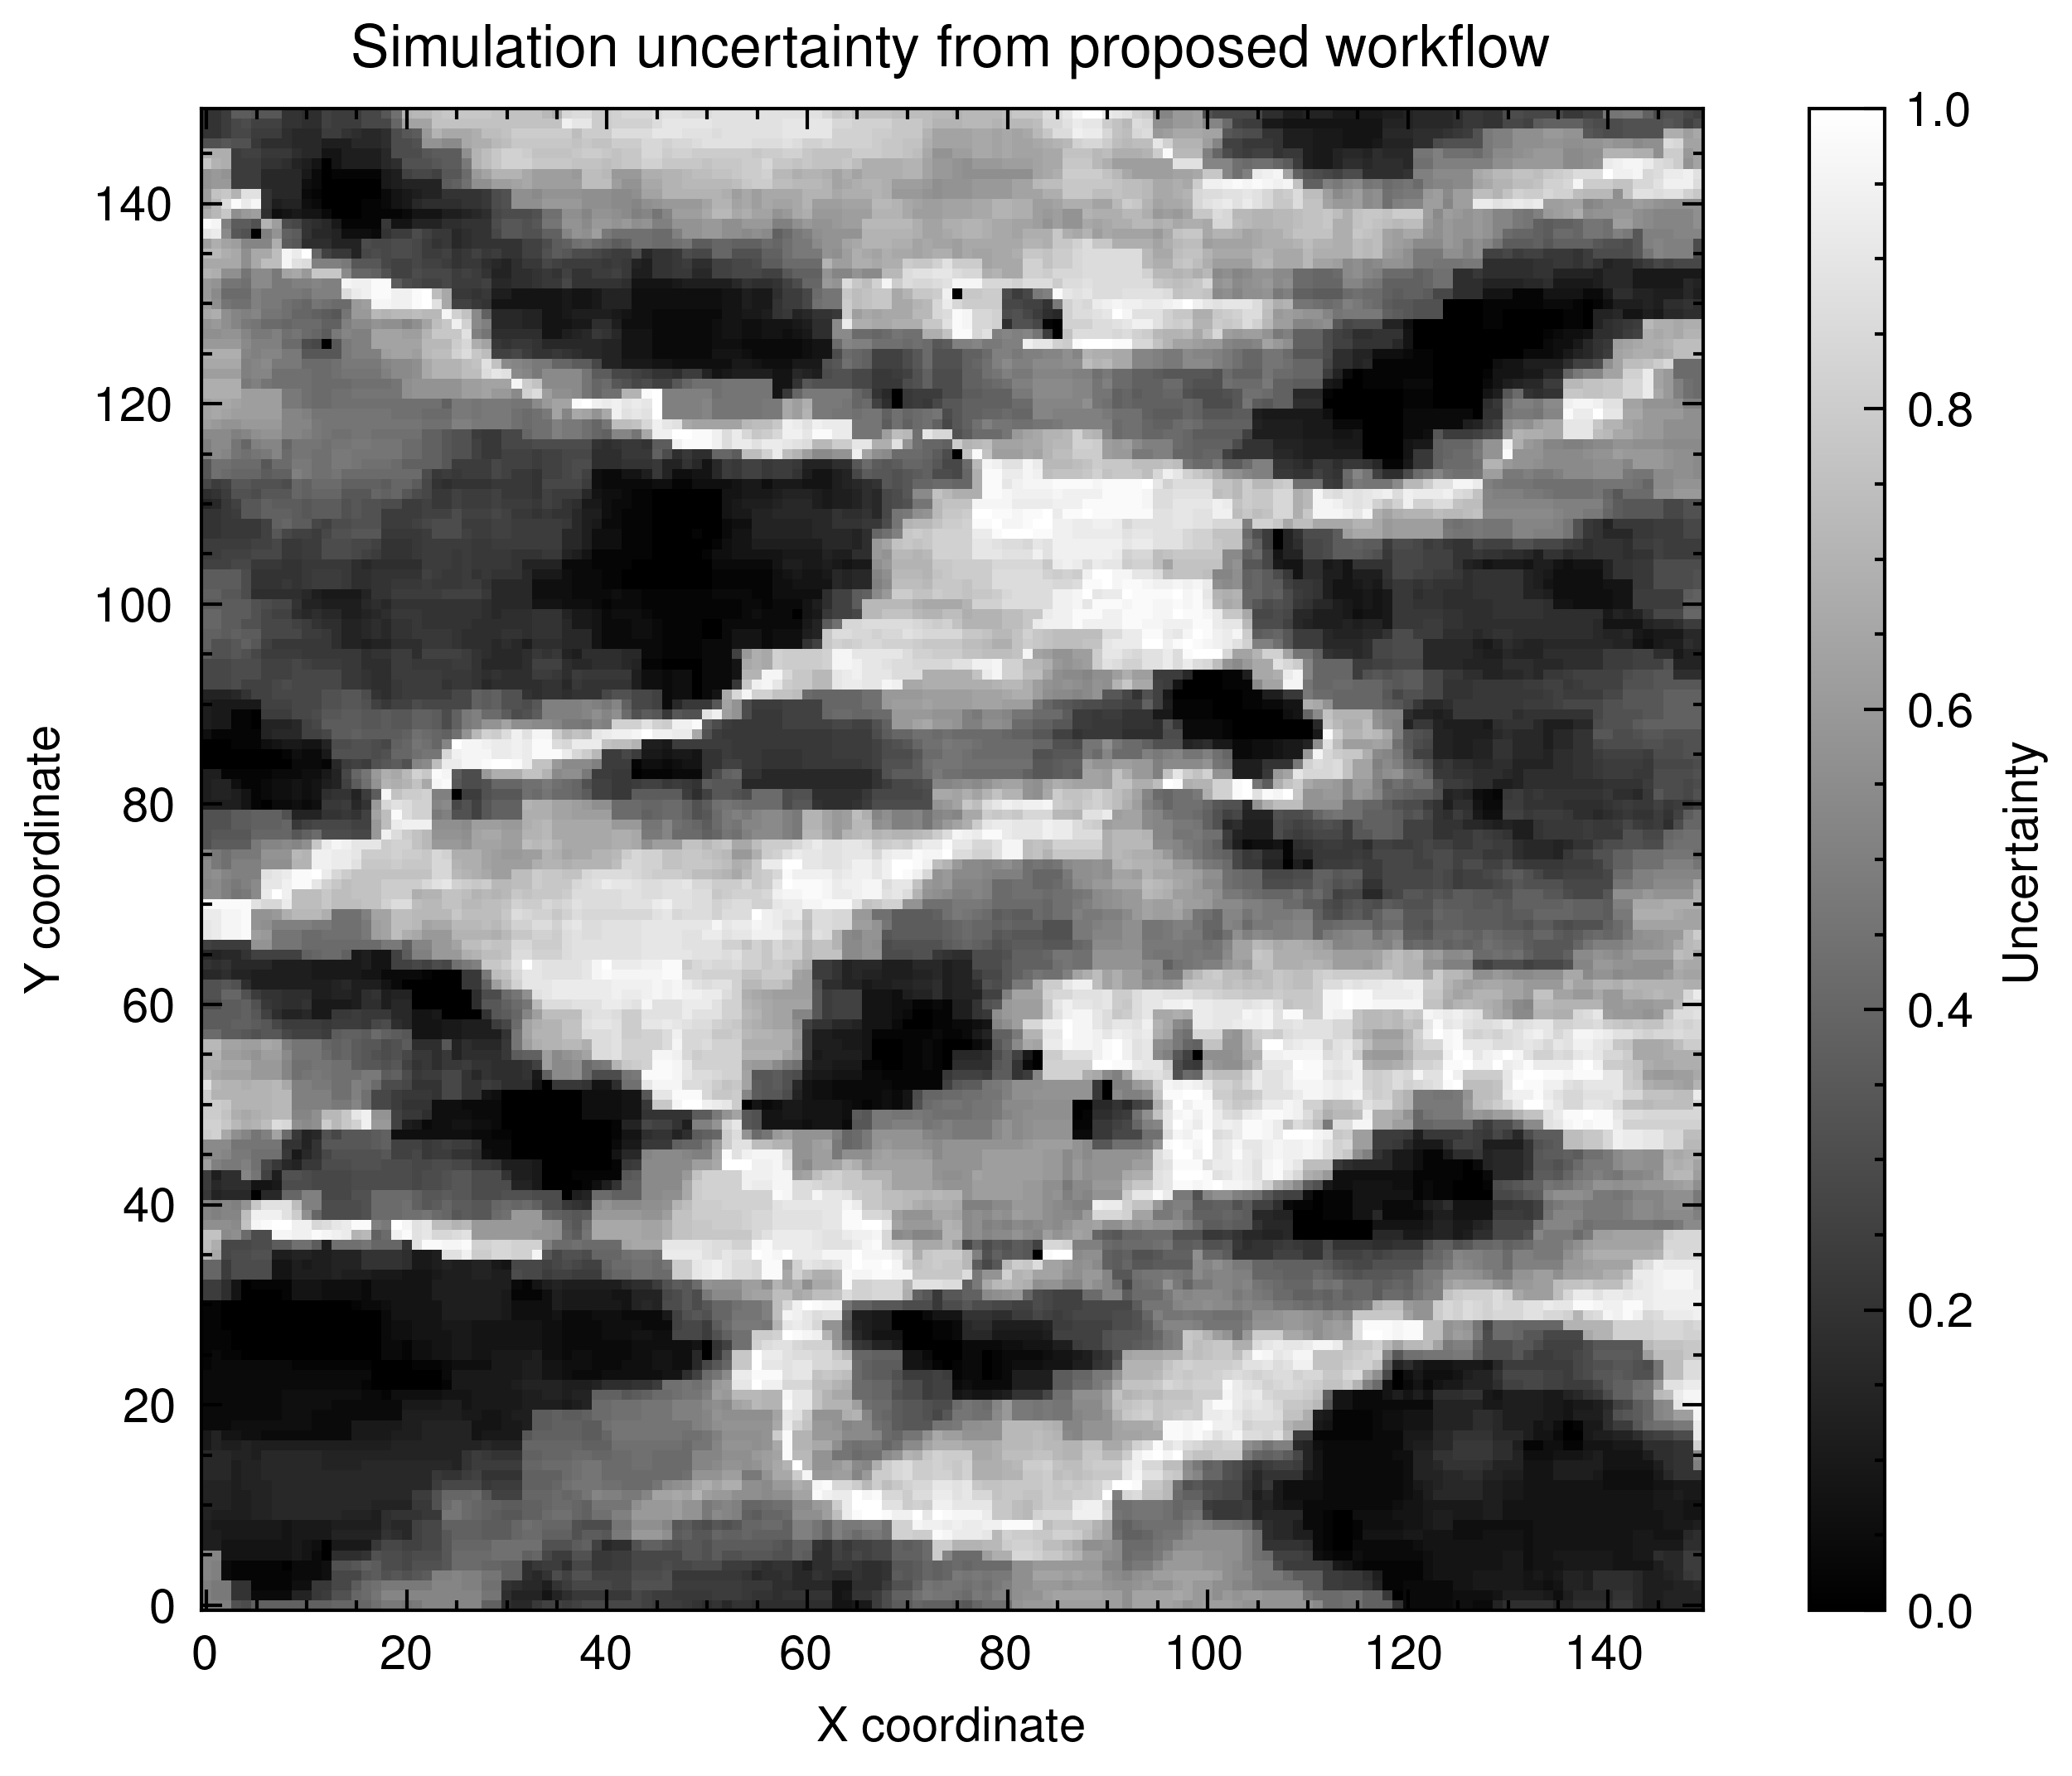 Simulation uncertainty from proposed workflow
140
120
100
80
60
40
20
0
0 20 40 60 80 100 120 140
X coordinate
Y coordinate
1.0
0.8
0.6
0.4
0.2
0.0
Uncertainty